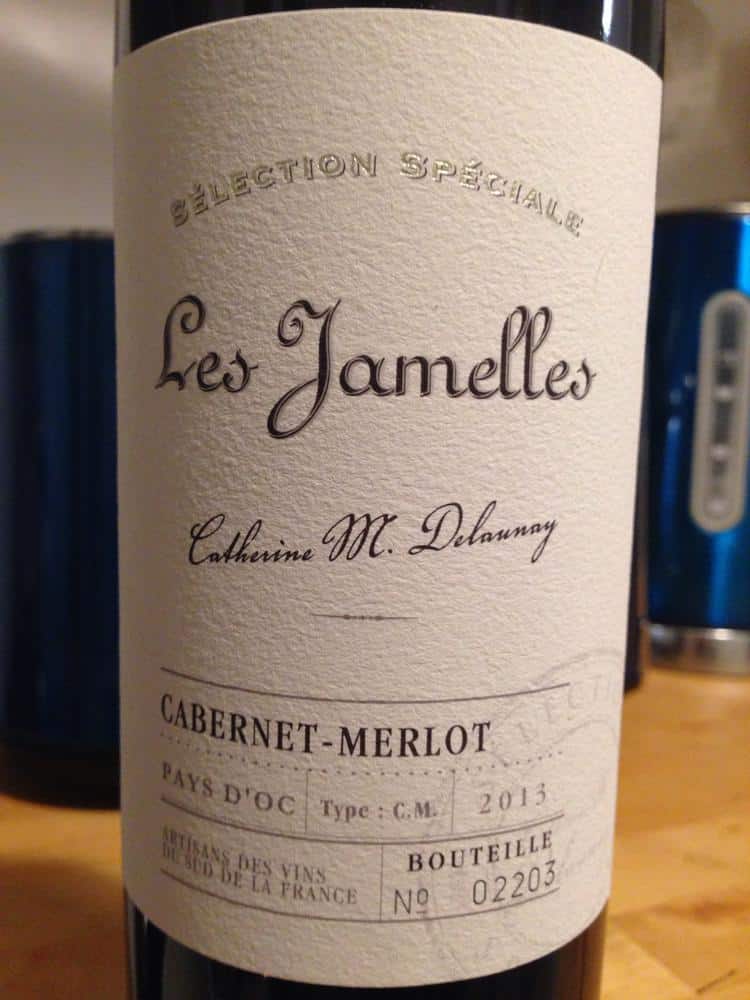 SÉLECTION SPÉCIALE
Les Jamelles
Catherine M. Delaunay
CABERNET-MERLOT
PAYS D'OC Type : C.M. 2013
ARTISANS DES VINS
DU SUD DE LA FRANCE
BOUTEILLE
Nº 02203